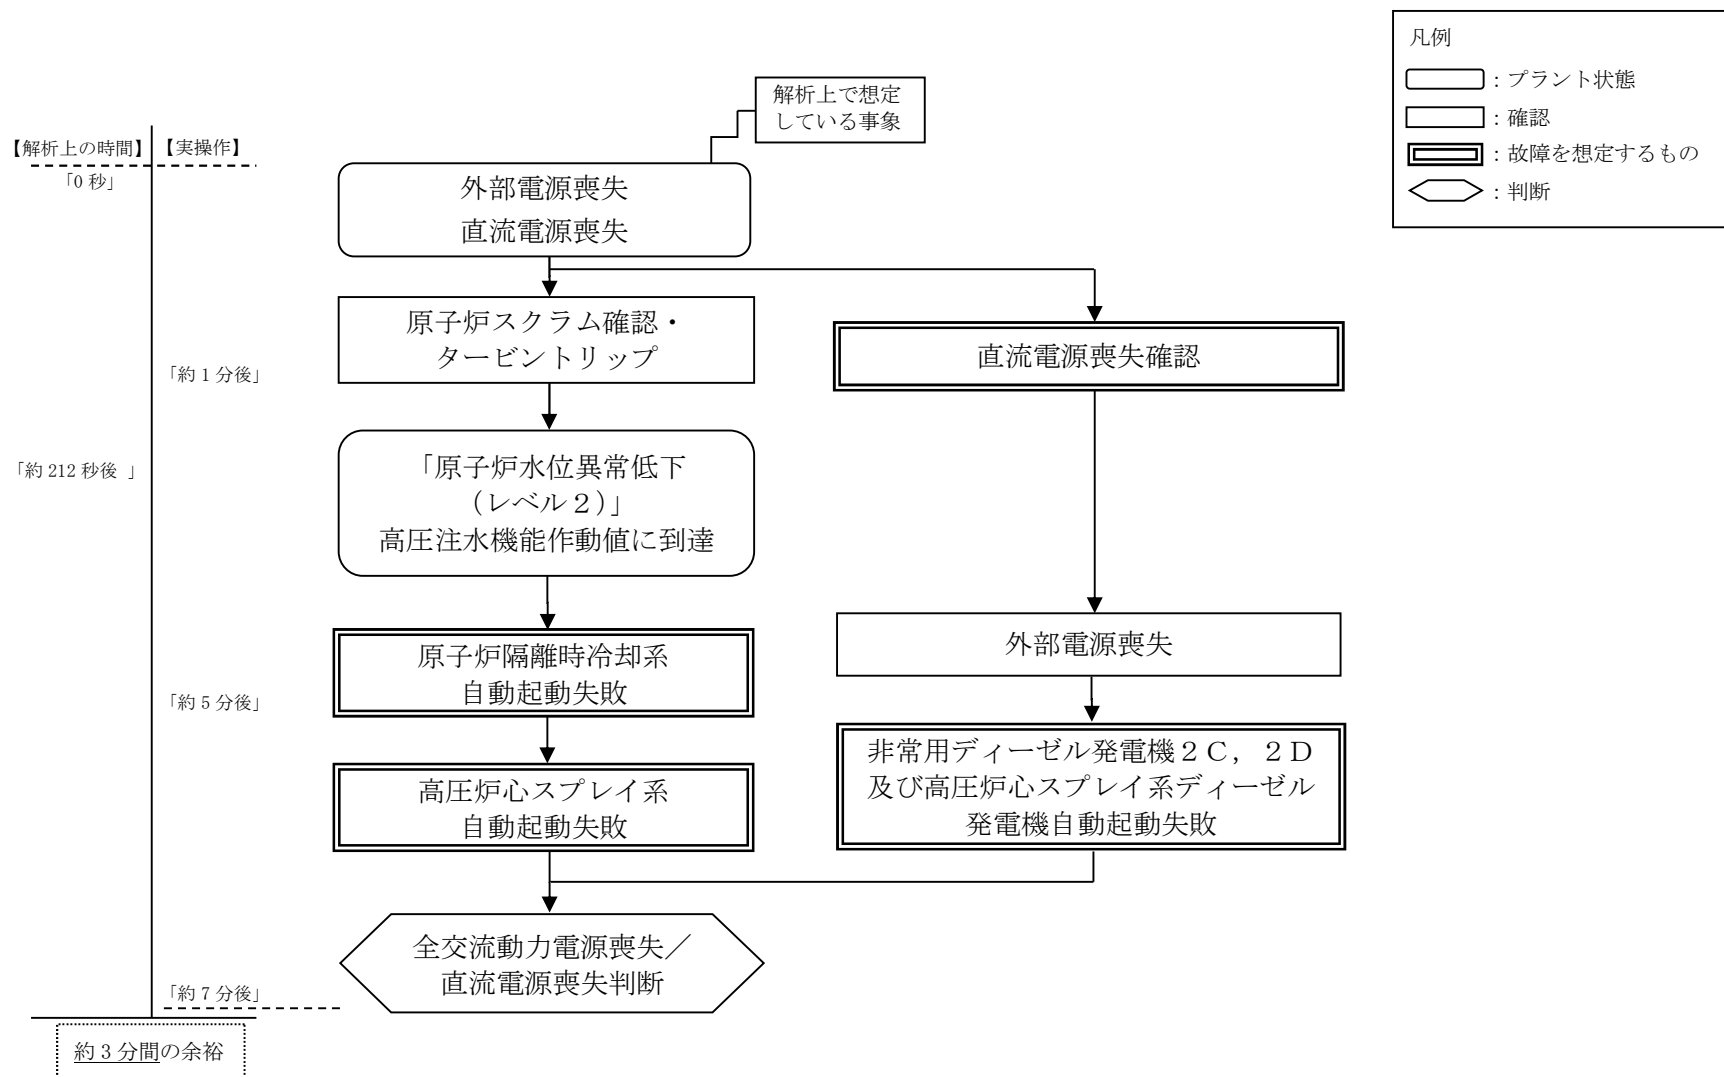 凡例
：プラント状態
：確認
：故障を想定するもの
：判断
解析上で想定
している事象
【解析上の時間】
【実操作】
「0 秒」
外部電源喪失
直流電源喪失
原子炉スクラム確認・
タービントリップ
直流電源喪失確認
「約 1 分後」
「約 212 秒後 」
「原子炉水位異常低下
（レベル２）」
高圧注水機能作動値に到達
原子炉隔離時冷却系
自動起動失敗
外部電源喪失
「約 5 分後」
高圧炉心スプレイ系
自動起動失敗
非常用ディーゼル発電機２Ｃ，２Ｄ
及び高圧炉心スプレイ系ディーゼル
発電機自動起動失敗
全交流動力電源喪失／
直流電源喪失判断
「約 7 分後」
約 3 分間の余裕